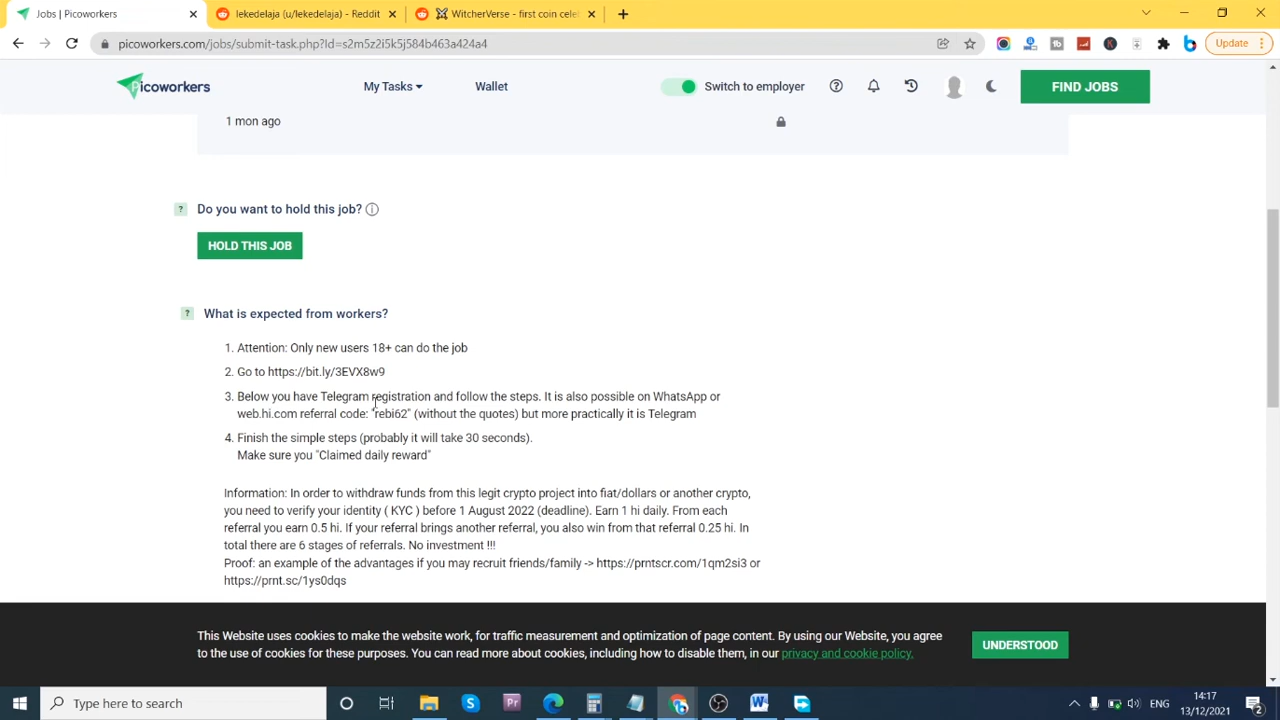 Jobs | Picoworkers
lekedelaja (u/lekedelaja) - Reddit
WitcherVerse - first coin cele
picoworkers.com/jobs/submit-task.php?Id=s2m5z2i5k5j584b463a424a4
Update
Picoworkers
My Tasks
Wallet
Switch to employer
FIND JOBS
1 mon ago
? Do you want to hold this job?
HOLD THIS JOB
? What is expected from workers?
1. Attention: Only new users 18+ can do the job
2. Go to https://bit.ly/3EVX8w9
3. Below you have Telegram registration and follow the steps. It is also possible on WhatsApp or
web.hi.com referral code: "rebi62" (without the quotes) but more practically it is Telegram
4. Finish the simple steps (probably it will take 30 seconds).
Make sure you "Claimed daily reward"
Information: In order to withdraw funds from this legit crypto project into fiat/dollars or another crypto,
you need to verify your identity ( KYC ) before 1 August 2022 (deadline). Earn 1 hi daily. From each
referral you earn 0.5 hi. If your referral brings another referral, you also win from that referral 0.25 hi. In
total there are 6 stages of referrals. No investment !!!
Proof: an example of the advantages if you may recruit friends/family -> https://prntscr.com/1qm2si3 or
https://prnt.sc/1ys0dqs
This Website uses cookies to make the website work, for traffic measurement and optimization of page content. By using our Website, you agree
to the use of cookie for these purposes. You can read more about cookies, including how to disable them, in our privacy and cookie policy.
UNDERSTOOD
Type here to search
ENG
14:17
13/12/2021
2